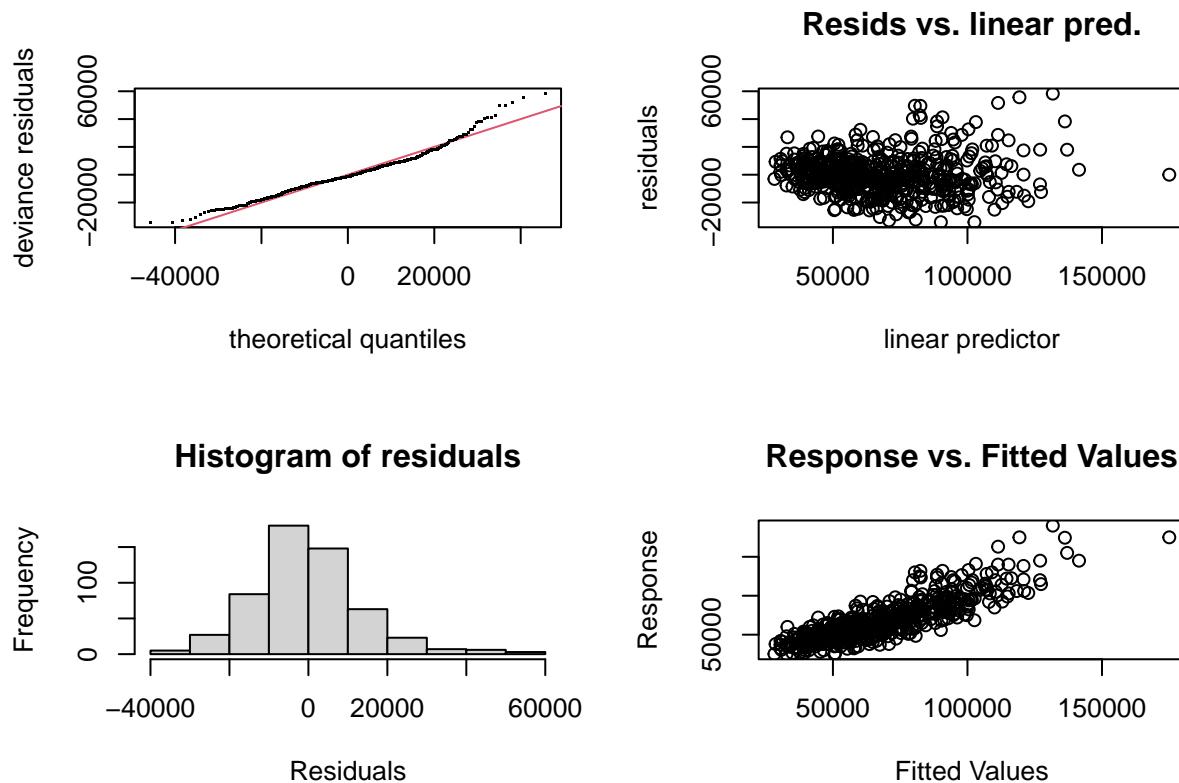 deviance residuals
−20000
60000
−40000
0
20000
theoretical quantiles
Resids vs. linear pred.
residuals
−20000
60000
50000
100000
150000
linear predictor
Histogram of residuals
Frequency
0
100
−40000
0
20000
60000
Residuals
Response vs. Fitted Values
Response
50000
50000
100000
150000
Fitted Values